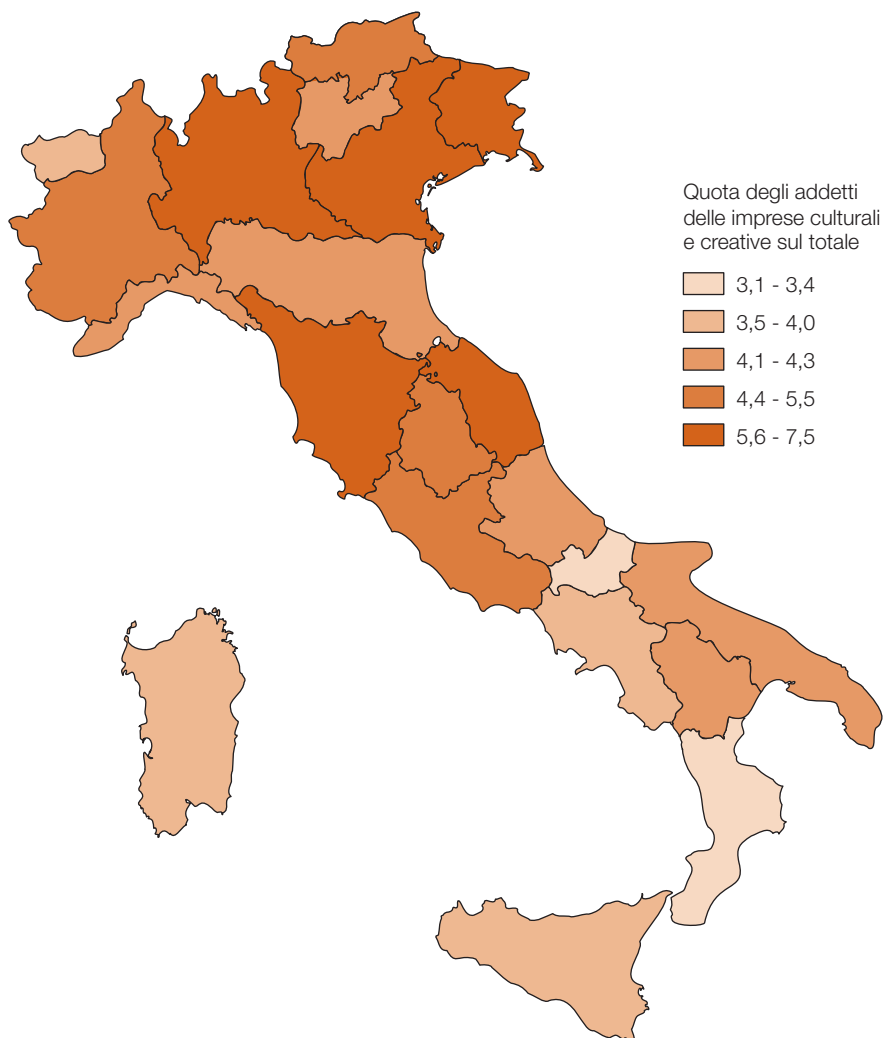 Quota degli addetti
delle imprese culturali
e creative sul totale
3,1 - 3,4
3,5 - 4,0
4,1 - 4,3
4,4 - 5,5
5,6 - 7,5